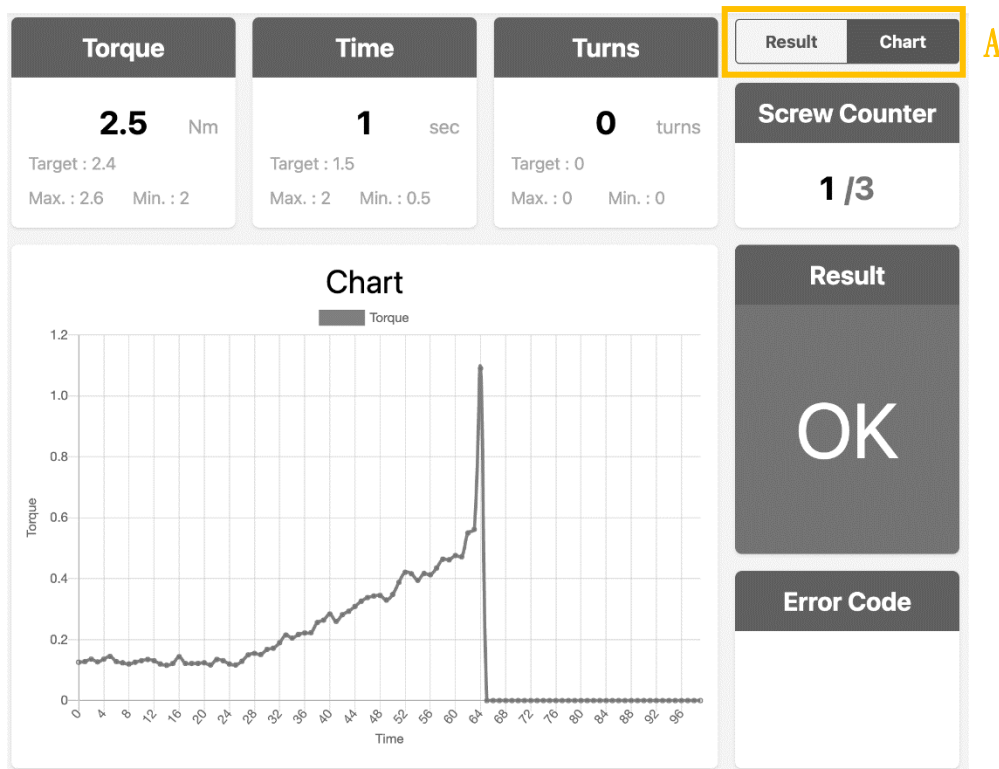 Torque
2.5 Nm
Target : 2.4
Max. : 2.6 Min. : 2
Time
1 sec
Target : 1.5
Max. : 2 Min. : 0.5
Turns
0 turns
Target : 0
Max. : 0 Min. : 0
Result Chart
A
Screw Counter
1 /3
Chart
Torque
1.2
1.0
0.8
0.6
0.4
0.2
0
Torque
0 4 8 12 16 20 24 28 32 36 40 44 48 52 56 60 64 68 72 76 80 84 88 92 96
Time
Result
OK
Error Code